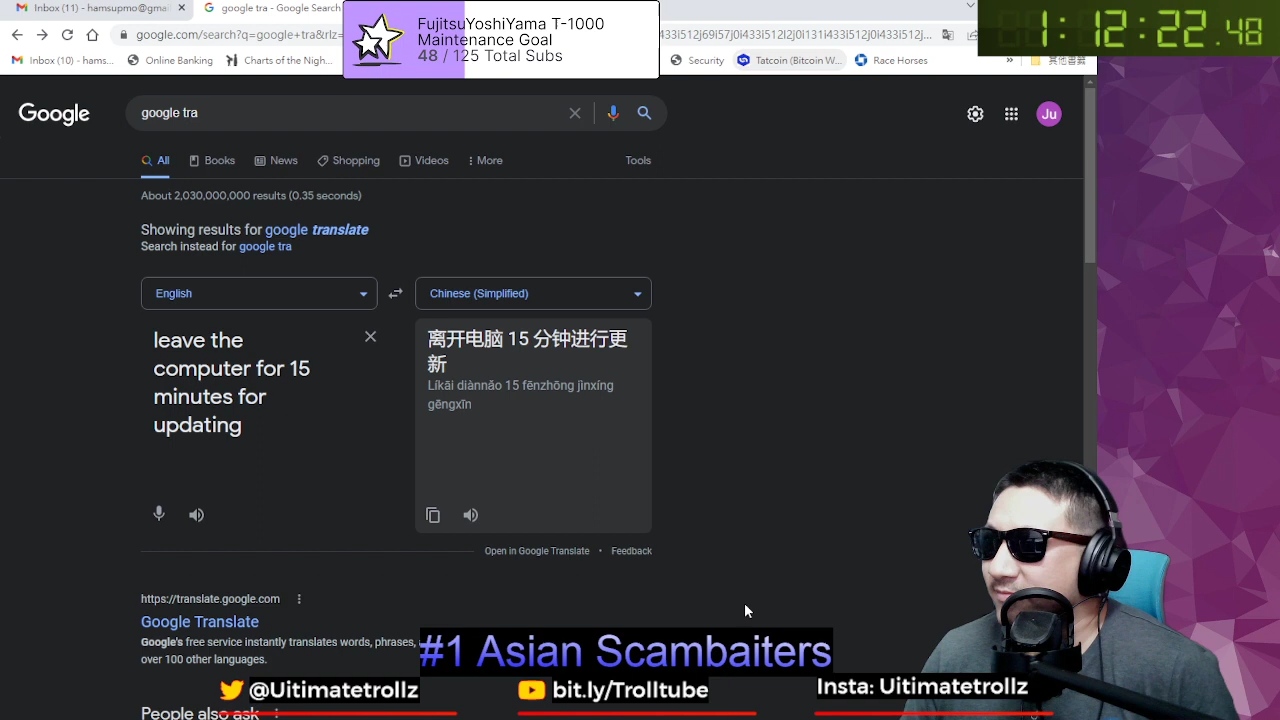 Inbox (11) - hamsupmo@gmail
google tra - Google Search
FujitsuYoshiYama T-1000
Maintenance Goal
48 / 125 Total Subs
1:12:22.48
google.com/search?q=google+tra&rlz=
433i512j69i57j0i433i512l2j0i131i433i512j...
Inbox (10) - hams...
Online Banking
Charts of the Nigh...
Security
Tatcoin (Bitcoin W...
Race Horses
»
其他書籤
Google
google tra
Ju
All
Books
News
Shopping
Videos
More
Tools
About 2,030,000,000 results (0.35 seconds)
Showing results for google translate
Search instead for google tra
English
Chinese (Simplified)
leave the
computer for 15
minutes for
updating
离开电脑 15 分钟进行更
新
Líkāi diànnǎo 15 fēnzhōng jìnxíng
gēngxīn
Open in Google Translate • Feedback
https://translate.google.com
Google Translate
Google's free service instantly translates words, phrases,
over 100 other languages.
#1 Asian Scambaiters
@Uitimatetrollz
bit.ly/Trolltube
Insta: Uitimatetrollz
People also ask